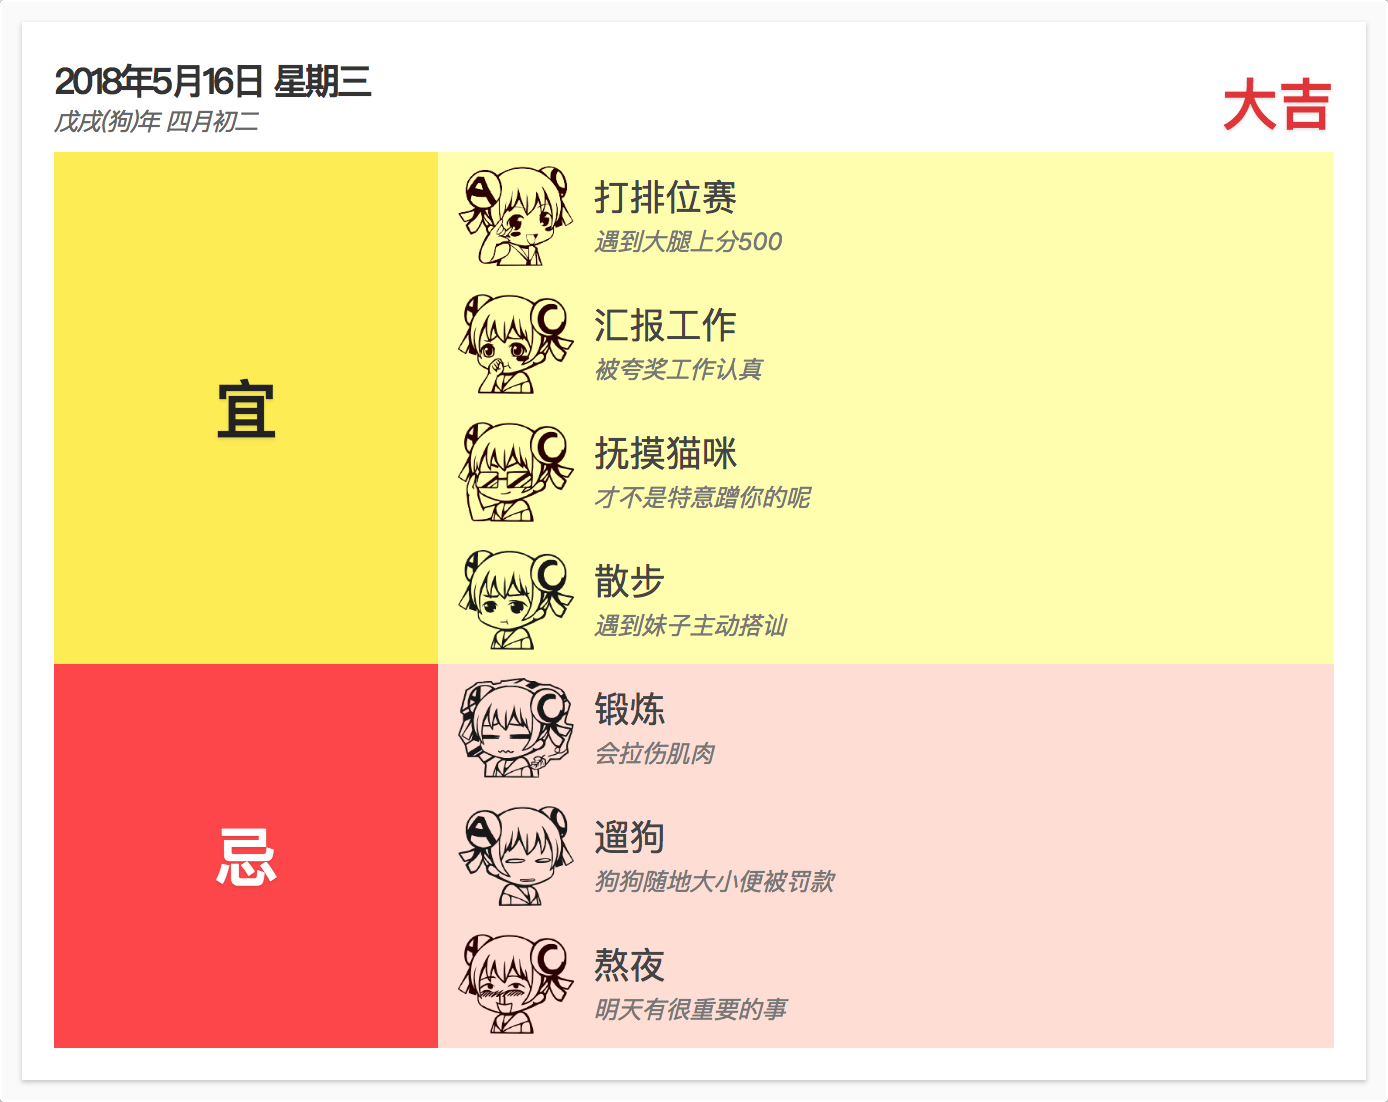 2018年5月16日 星期三
戊戌(狗)年 四月初二
大吉
宜
打排位赛
遇到大腿上分500
汇报工作
被夸奖工作认真
抚摸猫咪
才不是特意蹭你的呢
散步
遇到妹子主动搭讪
忌
锻炼
会拉伤肌肉
遛狗
狗狗随地大小便被罚款
熬夜
明天有很重要的事